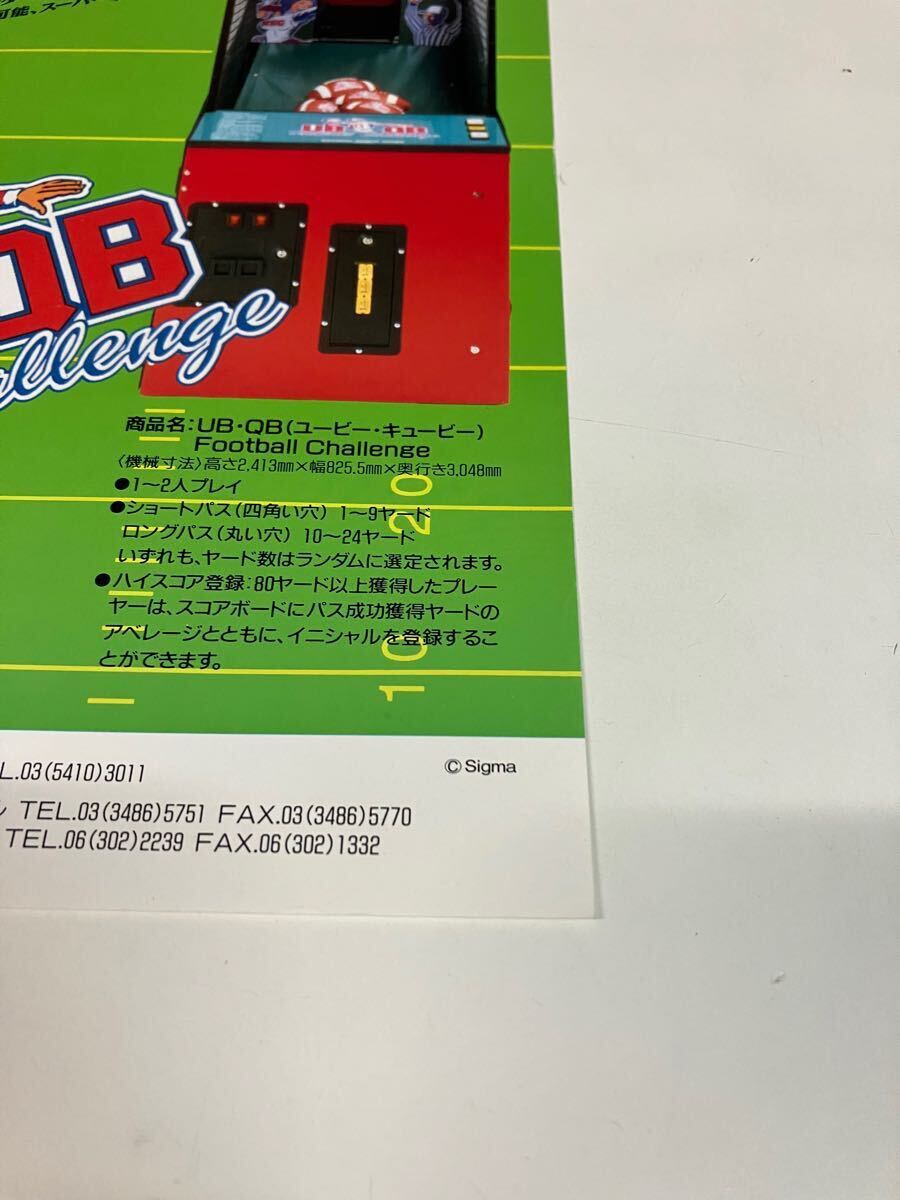 可能、スーパー
UB QB
QB
allenge
商品名：UB・QB（ユービー・キュービー）
Football Challenge
〈機械寸法〉高さ2,413㎜×幅825.5㎜×奥行き3,048㎜
●1〜2人プレイ
●ショートパス（四角い穴） 1〜9ヤード
ロングパス（丸い穴） 10〜24ヤード
いずれも、ヤード数はランダムに選定されます。
●ハイスコア登録：80ヤード以上獲得したプレー
ヤーは、スコアボードにパス成功獲得ヤードの
アベレージとともに、イニシャルを登録するこ
とができます。
20
10
©Sigma
L.03(5410)3011
ル TEL.03(3486)5751 FAX.03(3486)5770
TEL.06(302)2239 FAX.06(302)1332